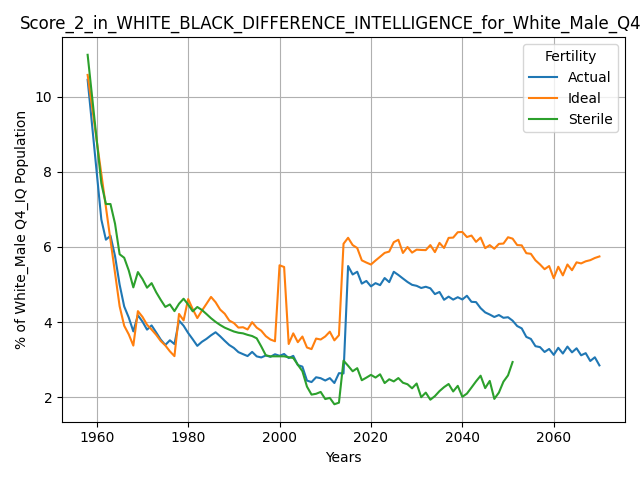 Score_2_in_WHITE_BLACK_DIFFERENCE_INTELLIGENCE_for_White_Male_Q4
Fertility
Actual
Ideal
Sterile
% of White_Male Q4_IQ Population
10
8
6
4
2
1960
1980
2000
2020
2040
2060
Years